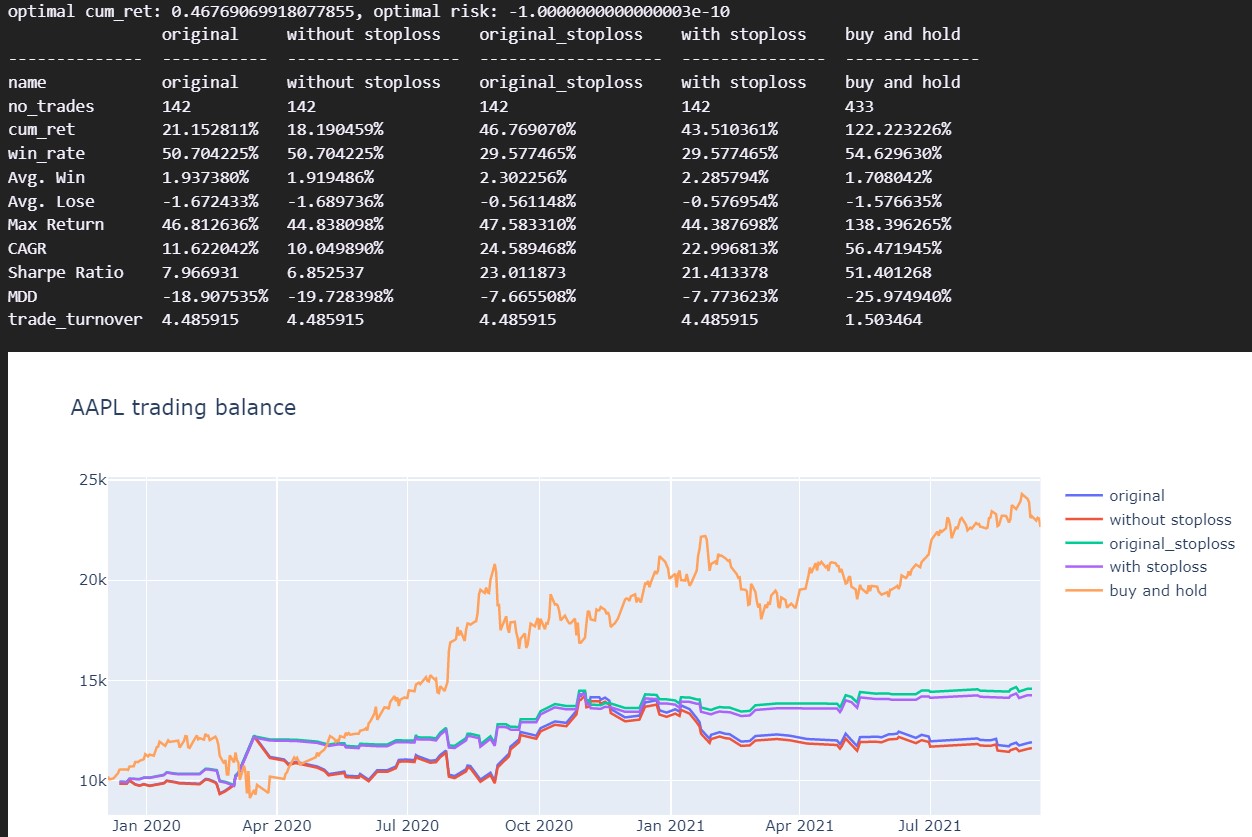 optimal cum_ret: 0.46769069918077855, optimal risk: -1.0000000000000003e-10
original without stoploss original_stoploss with stoploss buy and hold
-------------- ----------- ------------------ ------------------- --------------- --------------
name original without stoploss original_stoploss with stoploss buy and hold
no_trades 142 142 142 142 433
cum_ret 21.152811% 18.190459% 46.769070% 43.510361% 122.223226%
win_rate 50.704225% 50.704225% 29.577465% 29.577465% 54.629630%
Avg. Win 1.937380% 1.919486% 2.302256% 2.285794% 1.708042%
Avg. Lose -1.672433% -1.689736% -0.561148% -0.576954% -1.576635%
Max Return 46.812636% 44.838098% 47.583310% 44.387698% 138.396265%
CAGR 11.622042% 10.049890% 24.589468% 22.996813% 56.471945%
Sharpe Ratio 7.966931 6.852537 23.011873 21.413378 51.401268
MDD -18.907535% -19.728398% -7.665508% -7.773623% -25.974940%
trade_turnover 4.485915 4.485915 4.485915 4.485915 1.503464
AAPL trading balance
25k
20k
15k
10k
Jan 2020 Apr 2020 Jul 2020 Oct 2020 Jan 2021 Apr 2021 Jul 2021
original
without stoploss
original_stoploss
with stoploss
buy and hold